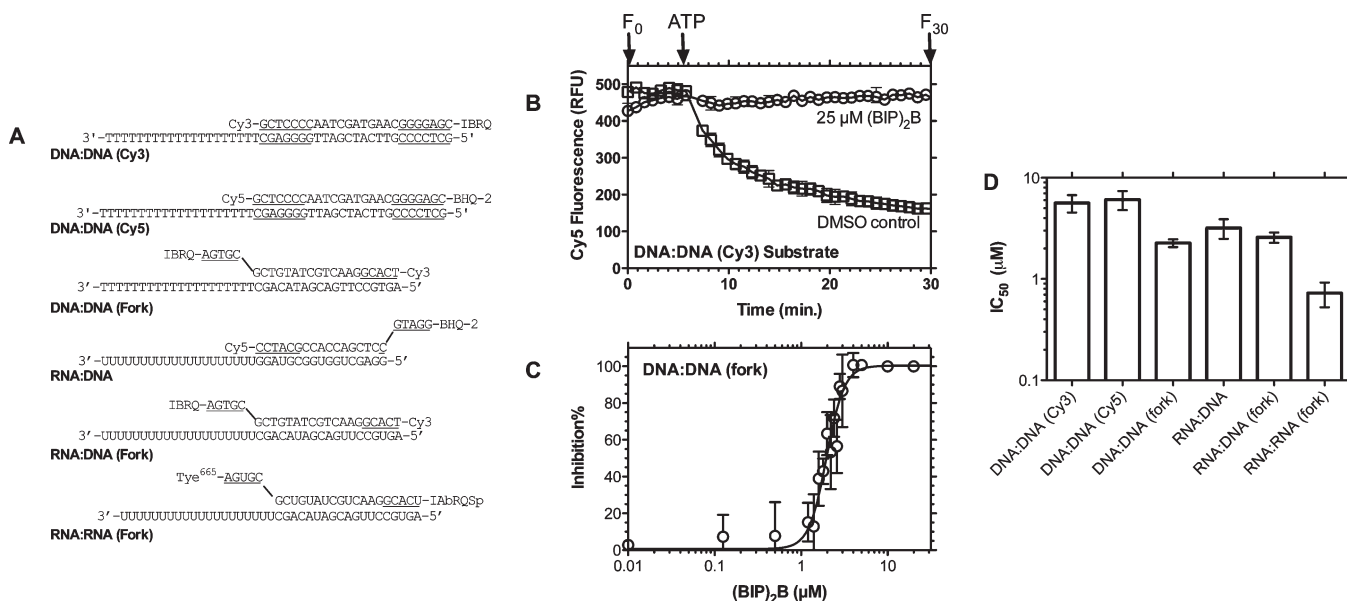 A
Cy3-GCTCCCCAATCGATGAACGGGGAGC-IBRQ
3'-TTTTTTTTTTTTTTTTTTTTCGAGGGGTTAGCTACTTGCCCCTCG-5'
DNA:DNA (Cy3)
Cy5-GCTCCCCAATCGATGAACGGGGAGC-BHQ-2
3'-TTTTTTTTTTTTTTTTTTTTCGAGGGGTTAGCTACTTGCCCCTCG-5'
DNA:DNA (Cy5)
IBRQ-AGTGC
GCTGTATCGTCAAGGCACT-Cy3
3'-TTTTTTTTTTTTTTTTTTTTCGACATAGCAGTTCCGTGA-5'
DNA:DNA (Fork)
GTAGG-BHQ-2
Cy5-CCTACGCCACCAGCTCC
3'-UUUUUUUUUUUUUUUUUUUUGGAUGCGGUGGUCGAGG-5'
RNA:DNA
IBRQ-AGTGC
GCTGTATCGTCAAGGCACT-Cy3
3'-UUUUUUUUUUUUUUUUUUUUCGACAUAGCAGUUCCGUGA-5'
RNA:DNA (Fork)
Tye665-AGUGC
GCUGUAUCGUCAAGGCACU-IAbRQSp
3'-UUUUUUUUUUUUUUUUUUUUCGACAUAGCAGUUCCGUGA-5'
RNA:RNA (Fork)
F0 ATP F30
B
Cy5 Fluorescence (RFU)
500
400
300
200
100
0
25 µM (BIP)2B
DMSO control
DNA:DNA (Cy3) Substrate
0 10 20 30
Time (min.)
C
DNA:DNA (fork)
Inhibition%
100
80
60
40
20
0
0.01 0.1 1 10
(BIP)2B (µM)
D
IC50 (µM)
10
1
0.1
DNA:DNA (Cy3)
DNA:DNA (Cy5)
DNA:DNA (fork)
RNA:DNA
RNA:DNA (fork)
RNA:RNA (fork)